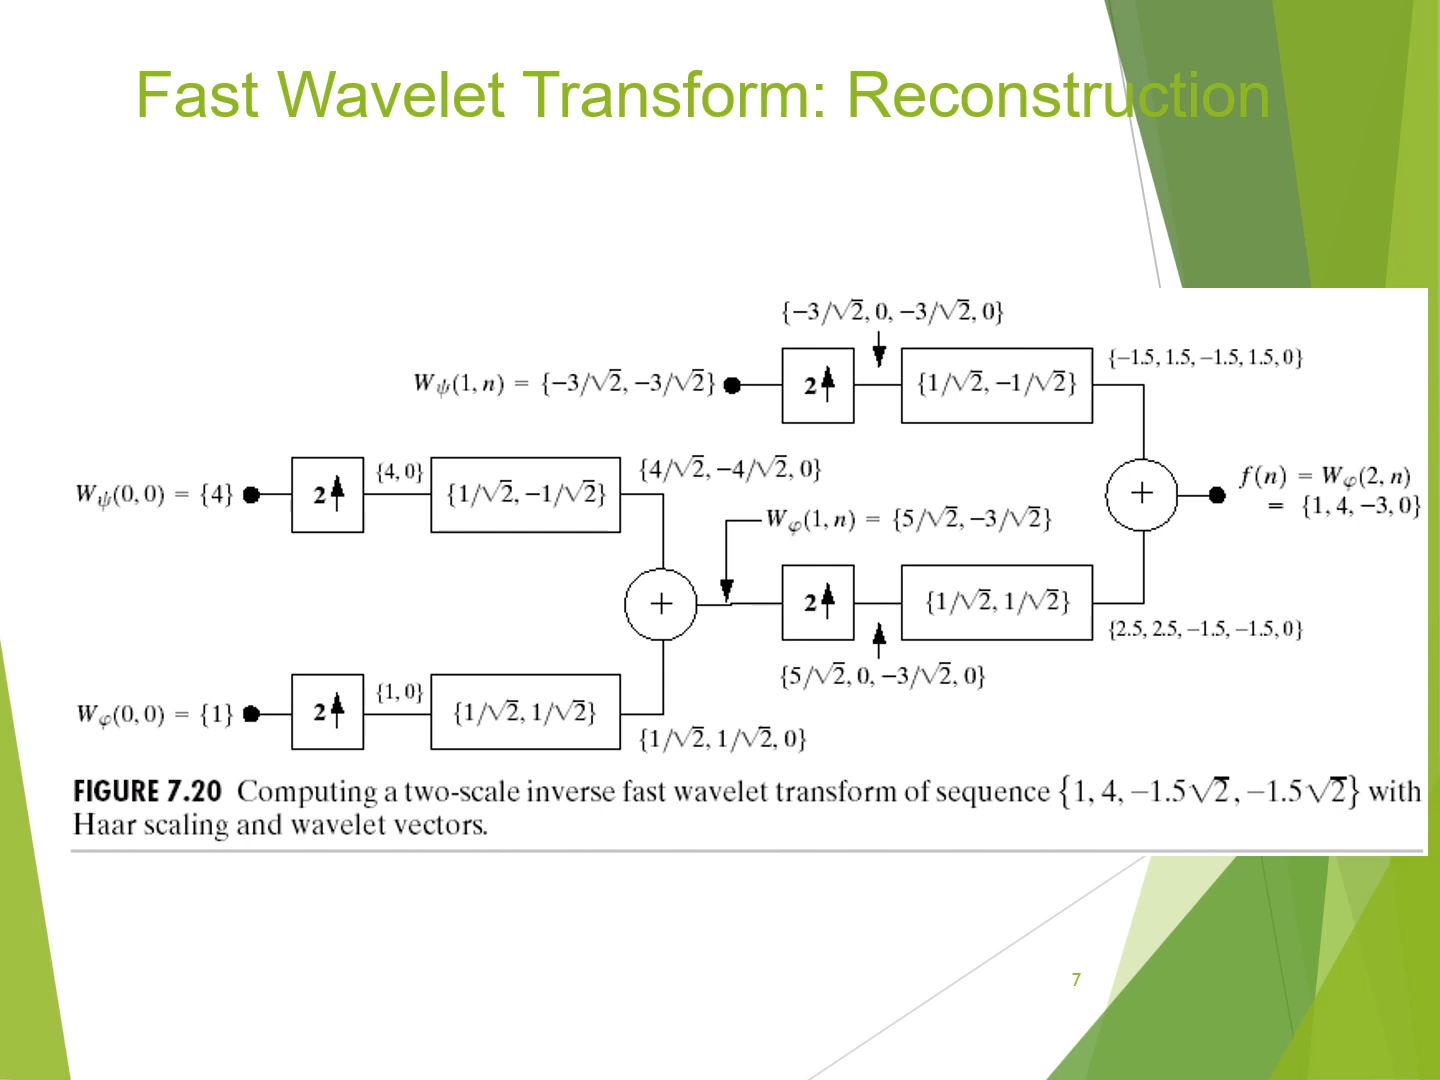 Fast Wavelet Transform: Reconstruction
{−3/√2, 0, −3/√2, 0}
{−1.5, 1.5, −1.5, 1.5, 0}
Wψ(1, n) = {−3/√2, −3/√2}
2
{1/√2, −1/√2}
{4, 0}
{4/√2, −4/√2, 0}
Wψ(0, 0) = {4}
2
{1/√2, −1/√2}
+
f(n) = Wφ(2, n)
= {1, 4, −3, 0}
Wφ(1, n) = {5/√2, −3/√2}
+
2
{1/√2, 1/√2}
{2.5, 2.5, −1.5, −1.5, 0}
{5/√2, 0, −3/√2, 0}
{1, 0}
Wφ(0, 0) = {1}
2
{1/√2, 1/√2}
{1/√2, 1/√2, 0}
FIGURE 7.20 Computing a two-scale inverse fast wavelet transform of sequence {1, 4, −1.5√2, −1.5√2} with
Haar scaling and wavelet vectors.
7